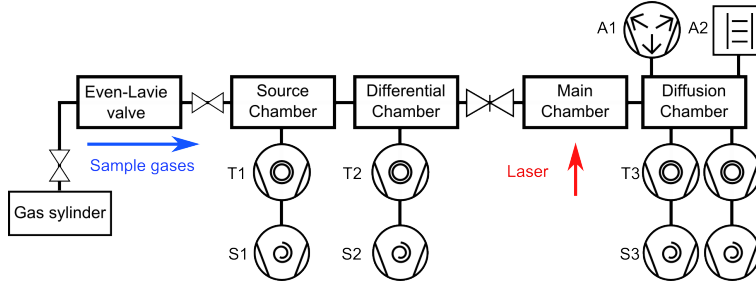 A1
A2
Even-Lavie
valve
Source
Chamber
Differential
Chamber
Main
Chamber
Diffusion
Chamber
Sample gases
T1
T2
Laser
T3
Gas sylinder
S1
S2
S3